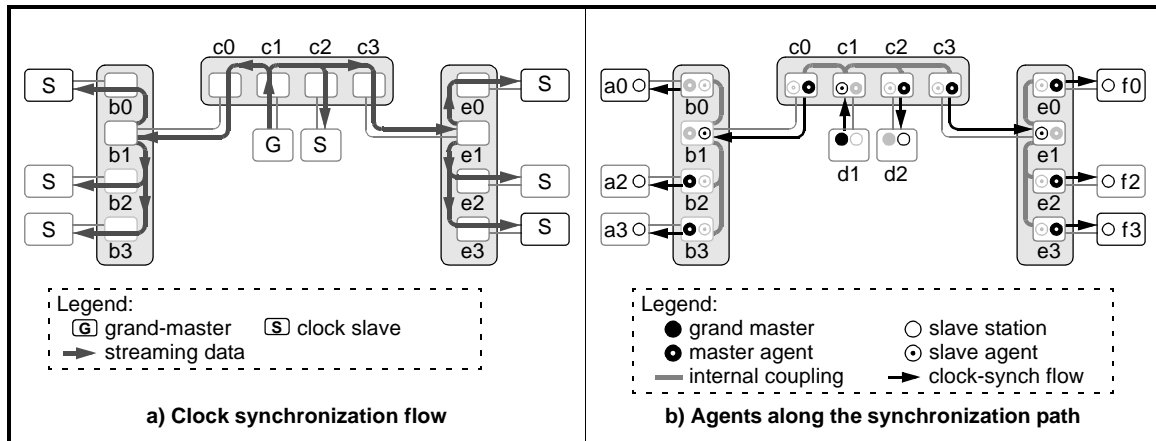 c0 c1 c2 c3
S
b0
b1
S
b2
S
b3
G
S
S
e0
e1
S
e2
S
e3
Legend:
G grand-master S clock slave
streaming data
a) Clock synchronization flow
c0 c1 c2 c3
a0
b0
b1
a2
b2
a3
b3
d1 d2
f0
e0
e1
f2
e2
f3
e3
Legend:
grand master slave station
master agent slave agent
internal coupling clock-synch flow
b) Agents along the synchronization path